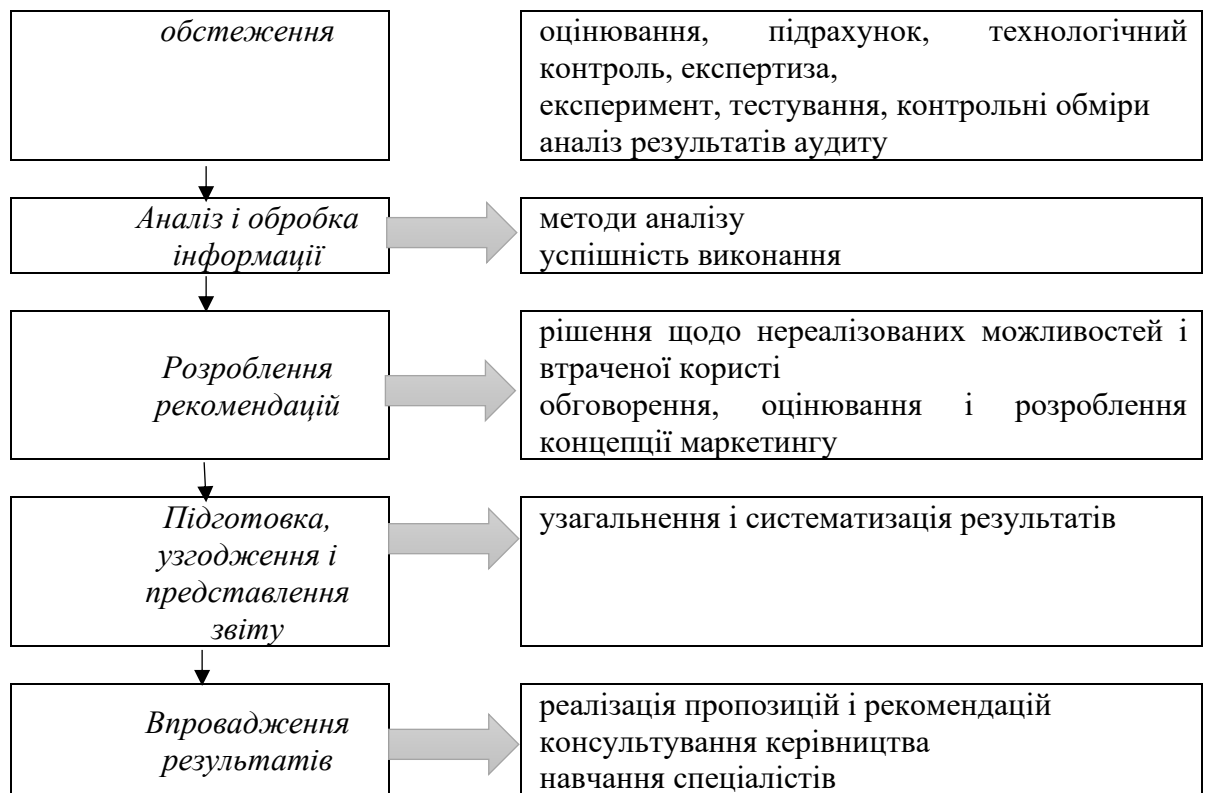 обстеження
оцінювання, підрахунок, технологічний
контроль, експертиза,
експеримент, тестування, контрольні обміри
аналіз результатів аудиту
Аналіз і обробка
інформації
методи аналізу
успішність виконання
Розроблення
рекомендацій
рішення щодо нереалізованих можливостей і
втраченої користі
обговорення, оцінювання і розроблення
концепції маркетингу
Підготовка,
узгодження і
представлення
звіту
узагальнення і систематизація результатів
Впровадження
результатів
реалізація пропозицій і рекомендацій
консультування керівництва
навчання спеціалістів